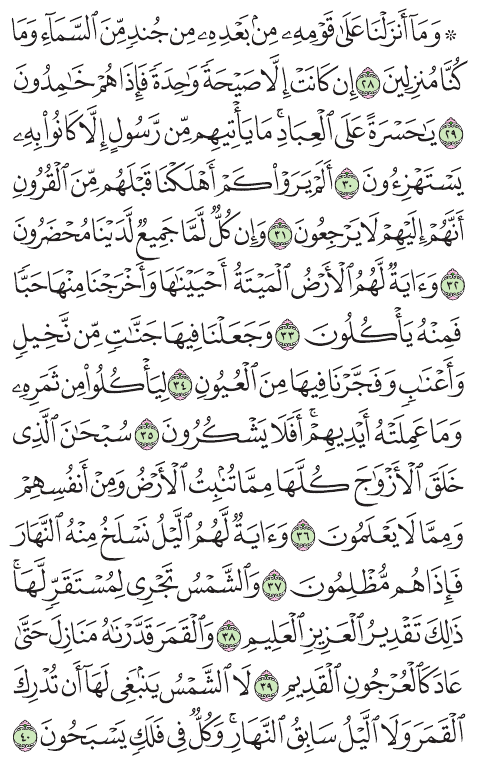 ۞ وَمَآ أَنزَلْنَا عَلَىٰ قَوْمِهِۦ مِنۢ بَعْدِهِۦ مِن جُندٍ مِّنَ ٱلسَّمَآءِ وَمَا
كُنَّا مُنزِلِينَ ٢٨ إِن كَانَتْ إِلَّا صَيْحَةً وَٰحِدَةً فَإِذَا هُمْ خَٰمِدُونَ
٢٩ يَٰحَسْرَةً عَلَى ٱلْعِبَادِ ۚ مَا يَأْتِيهِم مِّن رَّسُولٍ إِلَّا كَانُوا۟ بِهِۦ
يَسْتَهْزِءُونَ ٣٠ أَلَمْ يَرَوْا۟ كَمْ أَهْلَكْنَا قَبْلَهُم مِّنَ ٱلْقُرُونِ
أَنَّهُمْ إِلَيْهِمْ لَا يَرْجِعُونَ ٣١ وَإِن كُلٌّ لَّمَّا جَمِيعٌ لَّدَيْنَا مُحْضَرُونَ
٣٢ وَءَايَةٌ لَّهُمُ ٱلْأَرْضُ ٱلْمَيْتَةُ أَحْيَيْنَٰهَا وَأَخْرَجْنَا مِنْهَا حَبًّا
فَمِنْهُ يَأْكُلُونَ ٣٣ وَجَعَلْنَا فِيهَا جَنَّٰتٍ مِّن نَّخِيلٍ
وَأَعْنَٰبٍ وَفَجَّرْنَا فِيهَا مِنَ ٱلْعُيُونِ ٣٤ لِيَأْكُلُوا۟ مِن ثَمَرِهِۦ
وَمَا عَمِلَتْهُ أَيْدِيهِمْ ۖ أَفَلَا يَشْكُرُونَ ٣٥ سُبْحَٰنَ ٱلَّذِى
خَلَقَ ٱلْأَزْوَٰجَ كُلَّهَا مِمَّا تُنۢبِتُ ٱلْأَرْضُ وَمِنْ أَنفُسِهِمْ
وَمِمَّا لَا يَعْلَمُونَ ٣٦ وَءَايَةٌ لَّهُمُ ٱلَّيْلُ نَسْلَخُ مِنْهُ ٱلنَّهَارَ
فَإِذَا هُم مُّظْلِمُونَ ٣٧ وَٱلشَّمْسُ تَجْرِى لِمُسْتَقَرٍّ لَّهَا ۚ
ذَٰلِكَ تَقْدِيرُ ٱلْعَزِيزِ ٱلْعَلِيمِ ٣٨ وَٱلْقَمَرَ قَدَّرْنَٰهُ مَنَازِلَ حَتَّىٰ
عَادَ كَٱلْعُرْجُونِ ٱلْقَدِيمِ ٣٩ لَا ٱلشَّمْسُ يَنۢبَغِى لَهَآ أَن تُدْرِكَ
ٱلْقَمَرَ وَلَا ٱلَّيْلُ سَابِقُ ٱلنَّهَارِ ۚ وَكُلٌّ فِى فَلَكٍ يَسْبَحُونَ ٤٠